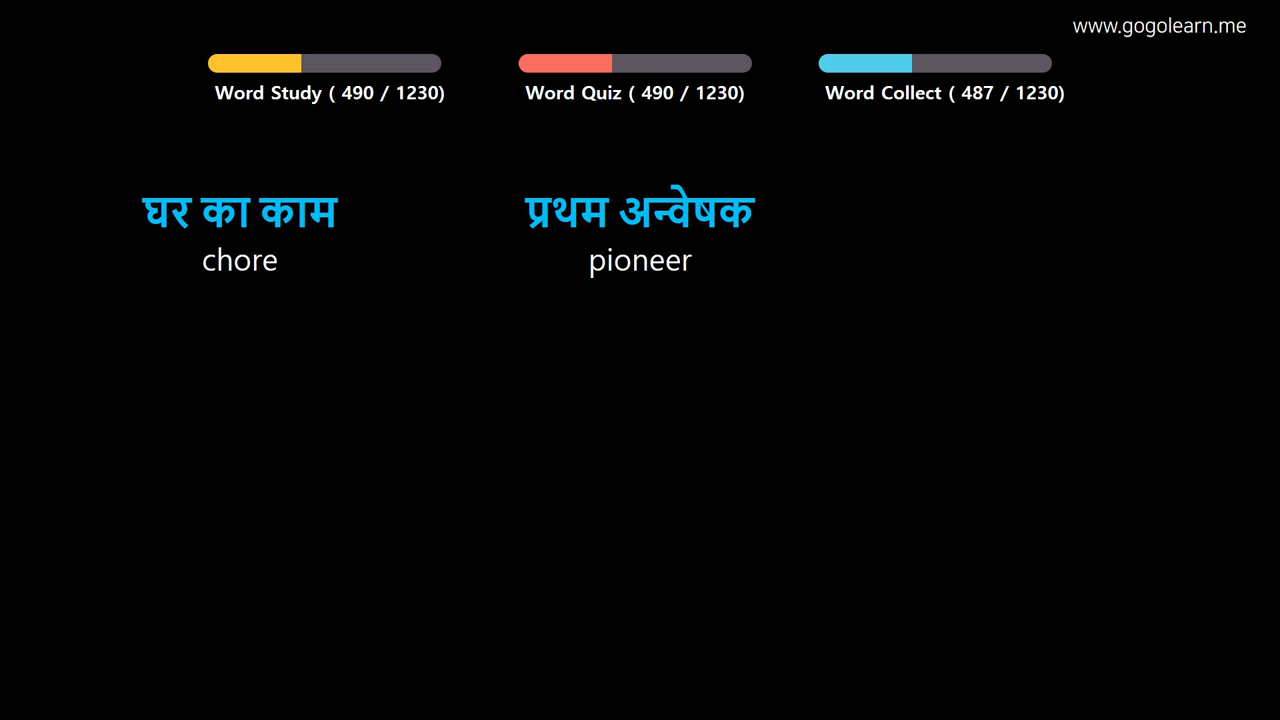 www.gogolearn.me
Word Study ( 490 / 1230)
Word Quiz ( 490 / 1230)
Word Collect ( 487 / 1230)
घर का काम
chore
प्रथम अन्वेषक
pioneer